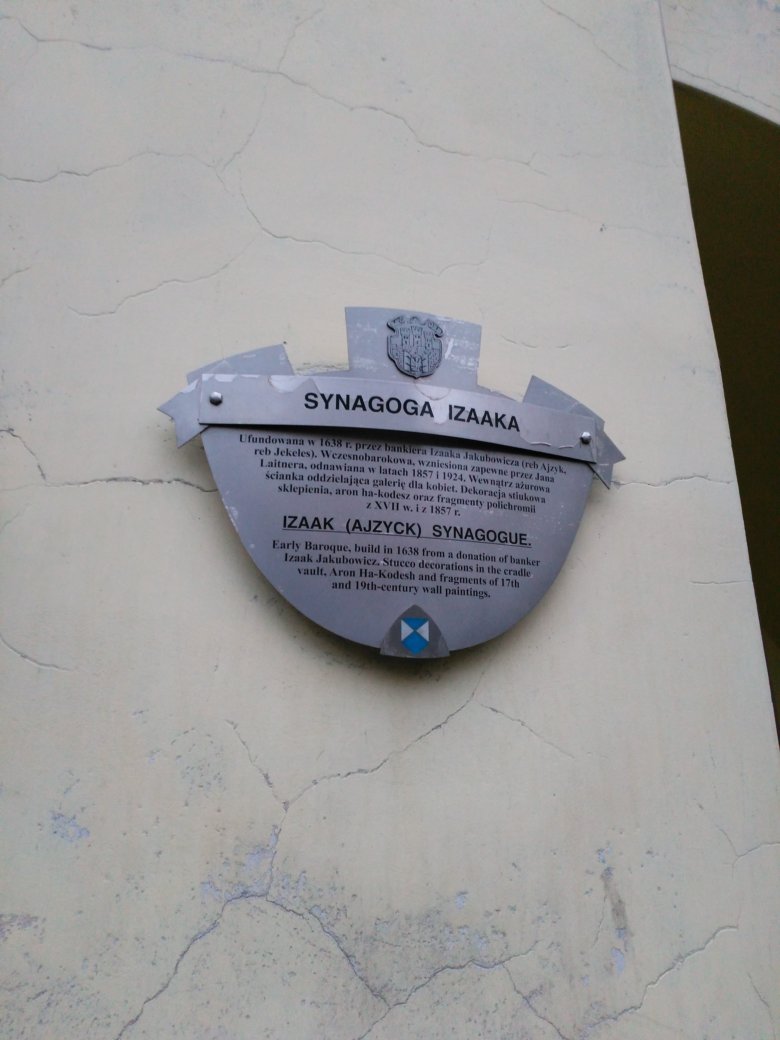 SYNAGOGA IZAAKA
Ufundowana w 1638 r. przez bankiera Izaaka Jakubowicza (reb Ajzyk,
reb Jekeles). Wczesnobarokowa, wzniesiona zapewne przez Jana
Laitnera, odnawiana w latach 1857 i 1924. Wewnątrz ażurowa
ścianka oddzielająca galerię dla kobiet. Dekoracja stiukowa
sklepienia, aron ha-kodesz oraz fragmenty polichromii
z XVII w. i z 1857 r.
IZAAK (AJZYCK) SYNAGOGUE.
Early Baroque, build in 1638 from a donation of banker
Izaak Jakubowicz. Stucco decorations in the cradle
vault, Aron Ha-Kodesh and fragments of 17th
and 19th-century wall paintings.